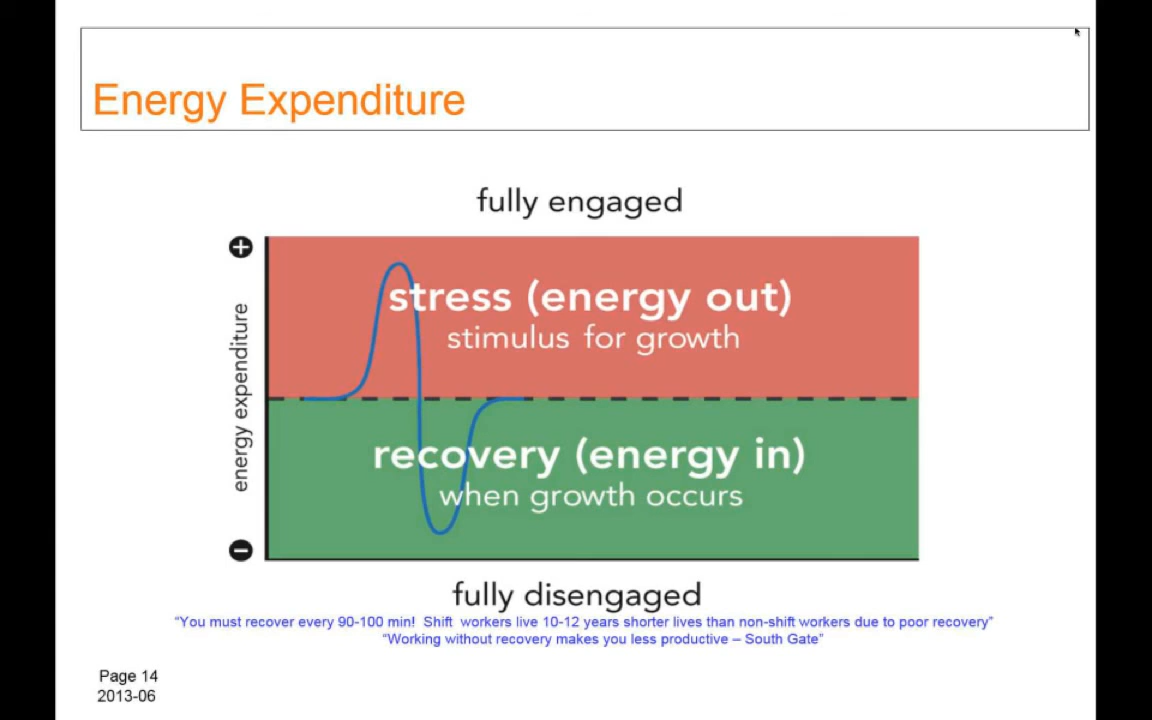 Energy Expenditure
fully engaged
+
stress (energy out)
stimulus for growth
energy expenditure
recovery (energy in)
when growth occurs
–
fully disengaged
“You must recover every 90-100 min! Shift workers live 10-12 years shorter lives than non-shift workers due to poor recovery”
“Working without recovery makes you less productive – South Gate”
Page 14
2013-06